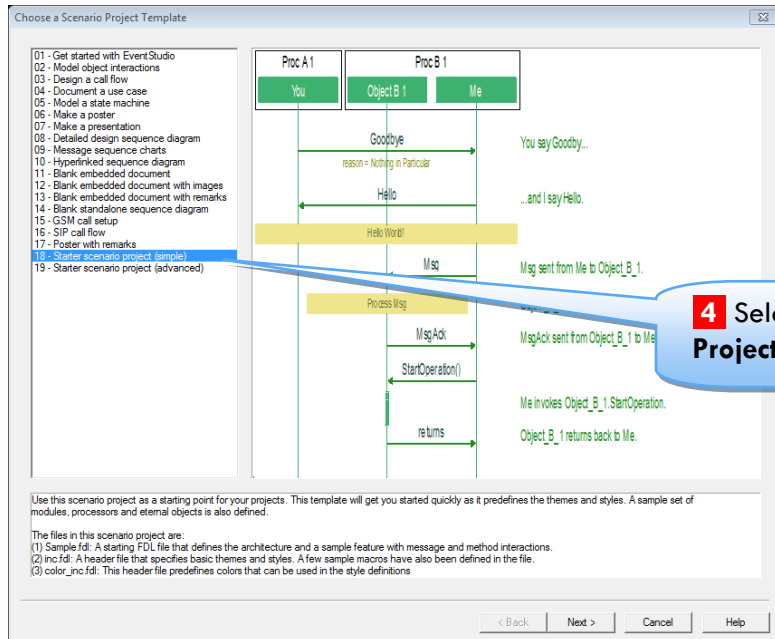 Choose a Scenario Project Template
01 - Get started with EventStudio
02 - Model object interactions
03 - Design a call flow
04 - Document a use case
05 - Model a state machine
06 - Make a poster
07 - Make a presentation
08 - Detailed design sequence diagram
09 - Message sequence charts
10 - Hyperlinked sequence diagram
11 - Blank embedded document
12 - Blank embedded document with images
13 - Blank embedded document with remarks
14 - Blank standalone sequence diagram
15 - GSM call setup
16 - SIP call flow
17 - Poster with remarks
18 - Starter scenario project (simple)
19 - Starter scenario project (advanced)
Proc A 1
Proc B 1
You
Object B 1
Me
Goodbye
You say Goodby...
reason = Nothing in Particular
Hello
...and I say Hello.
Hello World!
Msg
Msg sent from Me to Object_B_1.
Process Msg
MsgAck
MsgAck sent from Object_B_1 to Me
StartOperation()
Me invokes Object_B_1.StartOperation.
returns
Object_B_1 returns back to Me.
4 Sele
Project
Use this scenario project as a starting point for your projects. This template will get you started quickly as it predefines the themes and styles. A sample set of
modules, processors and eternal objects is also defined.
The files in this scenario project are:
(1) Sample.fdl: A starting FDL file that defines the architecture and a sample feature with message and method interactions.
(2) inc.fdl: A header file that specifies basic themes and styles. A few sample macros have also been defined in the file.
(3) color_inc.fdl: This header file predefines colors that can be used in the style definitions
< Back
Next >
Cancel
Help